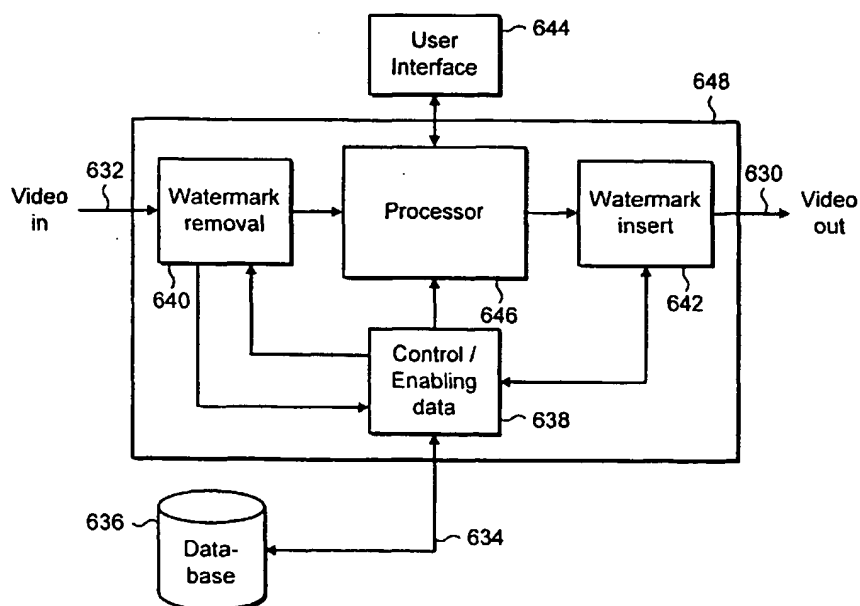 User
Interface
644
648
632
Video
in
Watermark
removal
640
Processor
646
Watermark
insert
642
630
Video
out
Control /
Enabling
data
638
636
Data-
base
634